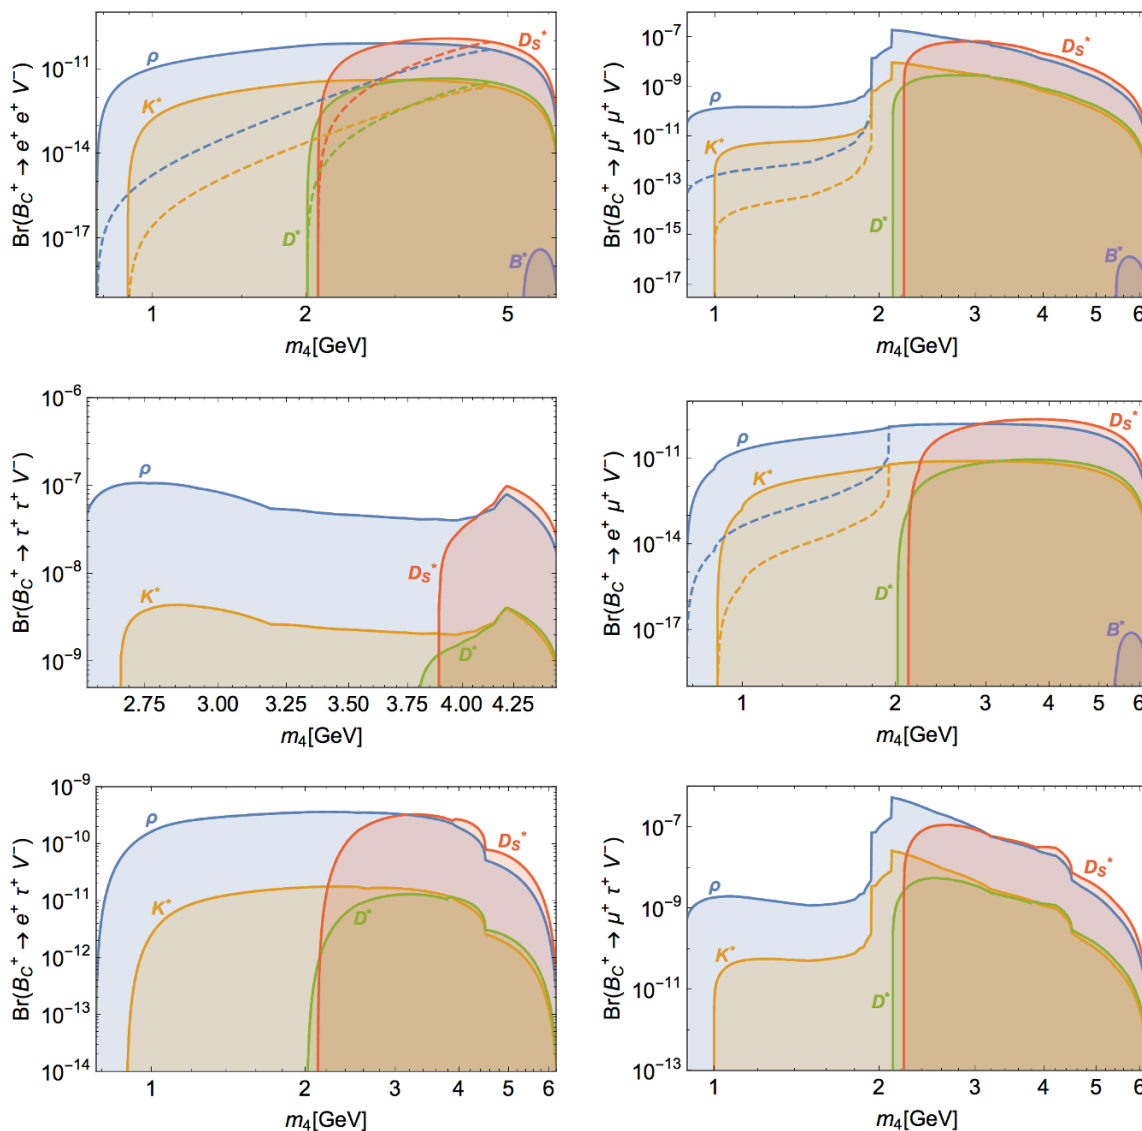 Br(B_C^+ → e^+ e^+ V^-)
10^-11
10^-14
10^-17
ρ
K*
D*
D_S*
B*
1 2 5
m_4[GeV]
Br(B_C^+ → μ^+ μ^+ V^-)
10^-7
10^-9
10^-11
10^-13
10^-15
10^-17
ρ
K*
D*
D_S*
B*
1 2 3 4 5 6
m_4[GeV]
Br(B_C^+ → τ^+ τ^+ V^-)
10^-6
10^-7
10^-8
10^-9
ρ
K*
D_S*
D*
2.75 3.00 3.25 3.50 3.75 4.00 4.25
m_4[GeV]
Br(B_C^+ → e^+ μ^+ V^-)
10^-11
10^-14
10^-17
ρ
K*
D*
D_S*
B*
1 2 3 4 5 6
m_4[GeV]
Br(B_C^+ → e^+ τ^+ V^-)
10^-9
10^-10
10^-11
10^-12
10^-13
10^-14
ρ
K*
D*
D_S*
1 2 3 4 5 6
m_4[GeV]
Br(B_C^+ → μ^+ τ^+ V^-)
10^-7
10^-9
10^-11
10^-13
ρ
K*
D*
D_S*
1 2 3 4 5 6
m_4[GeV]